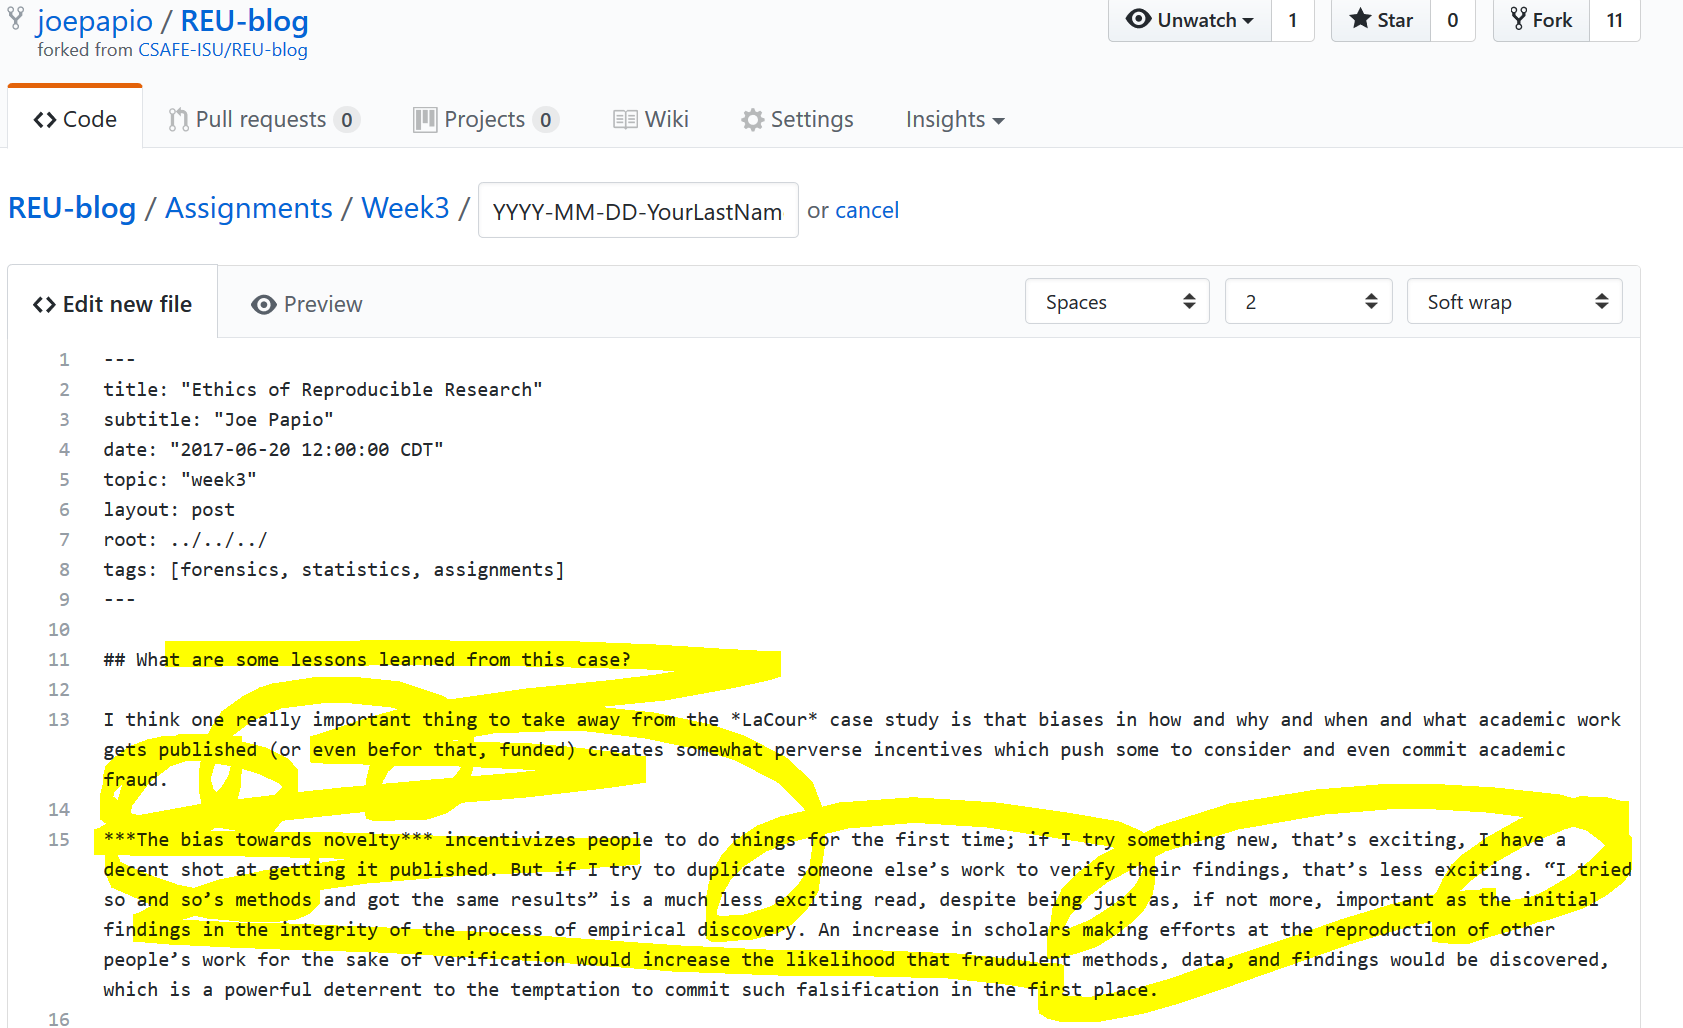 joepapio / REU-blog
Unwatch 1 Star 0 Fork 11
forked from CSAFE-ISU/REU-blog
Code Pull requests 0 Projects 0 Wiki Settings Insights
REU-blog / Assignments / Week3 / YYYY-MM-DD-YourLastNam or cancel
Edit new file Preview Spaces 2 Soft wrap
1 ---
2 title: "Ethics of Reproducible Research"
3 subtitle: "Joe Papio"
4 date: "2017-06-20 12:00:00 CDT"
5 topic: "week3"
6 layout: post
7 root: ../../../
8 tags: [forensics, statistics, assignments]
9 ---
10
11 ## What are some lessons learned from this case?
12
13 I think one really important thing to take away from the *LaCour* case study is that biases in how and why and when and what academic work
gets published (or even befor that, funded) creates somewhat perverse incentives which push some to consider and even commit academic
fraud.
14
15 ***The bias towards novelty*** incentivizes people to do things for the first time; if I try something new, that’s exciting, I have a
decent shot at getting it published. But if I try to duplicate someone else’s work to verify their findings, that’s less exciting. “I tried
so and so’s methods and got the same results” is a much less exciting read, despite being just as, if not more, important as the initial
findings in the integrity of the process of empirical discovery. An increase in scholars making efforts at the reproduction of other
people’s work for the sake of verification would increase the likelihood that fraudulent methods, data, and findings would be discovered,
which is a powerful deterrent to the temptation to commit such falsification in the first place.
16